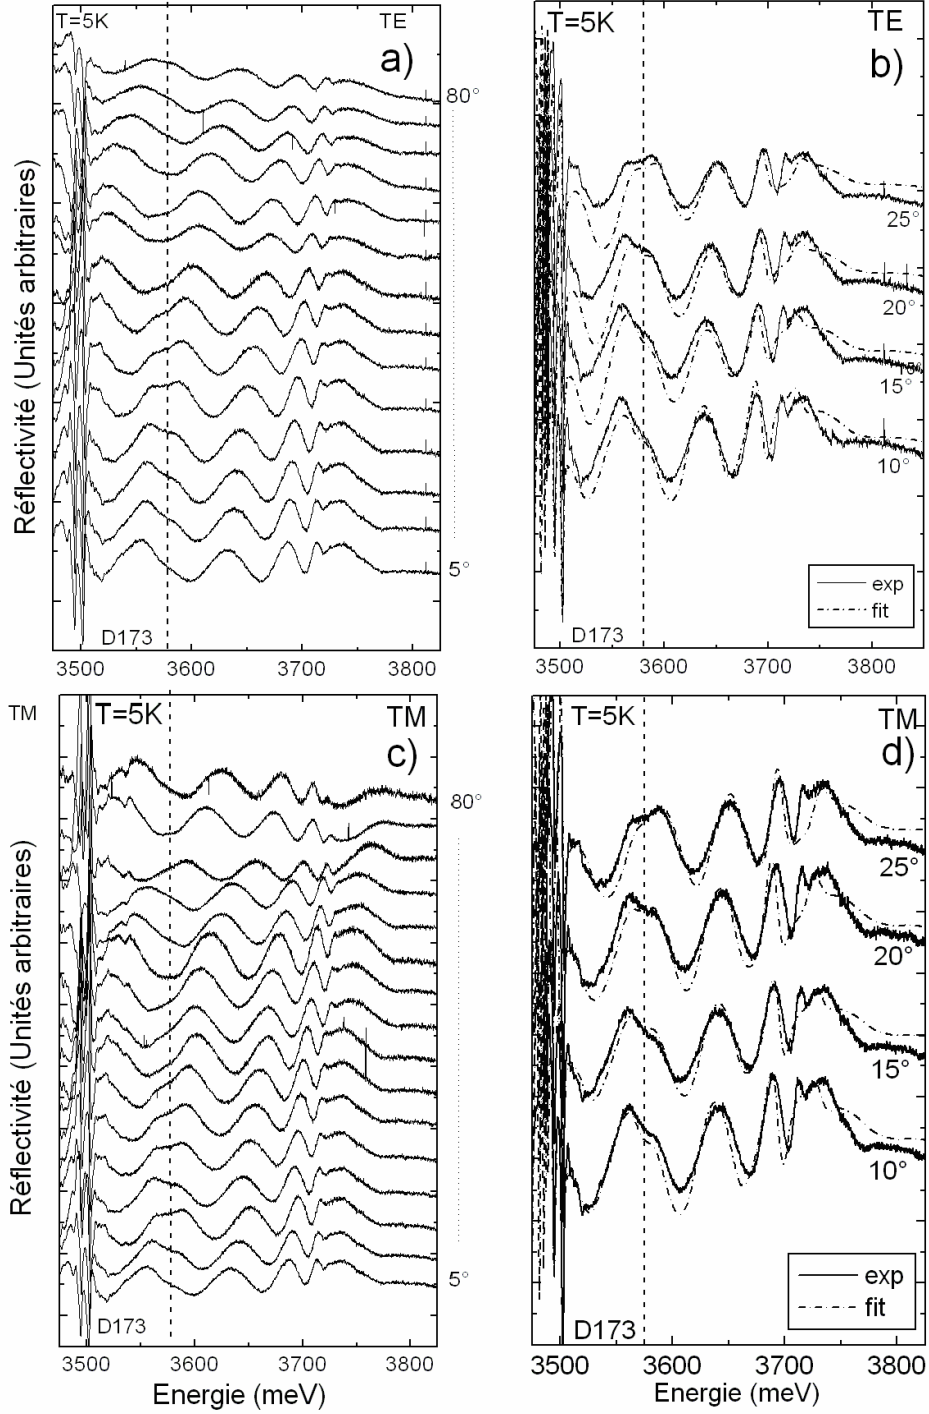 T=5K
TE
a)
80°
5°
D173
3500
3600
3700
3800
Réflectivité (Unités arbitraires)
T=5K
TE
b)
25°
20°
15°
10°
exp
fit
D173
3500
3600
3700
3800
TM
T=5K
TM
c)
80°
5°
D173
3500
3600
3700
3800
Réflectivité (Unités arbitraires)
Energie (meV)
T=5K
TM
d)
25°
20°
15°
10°
exp
fit
D173
3500
3600
3700
3800
Energie (meV)